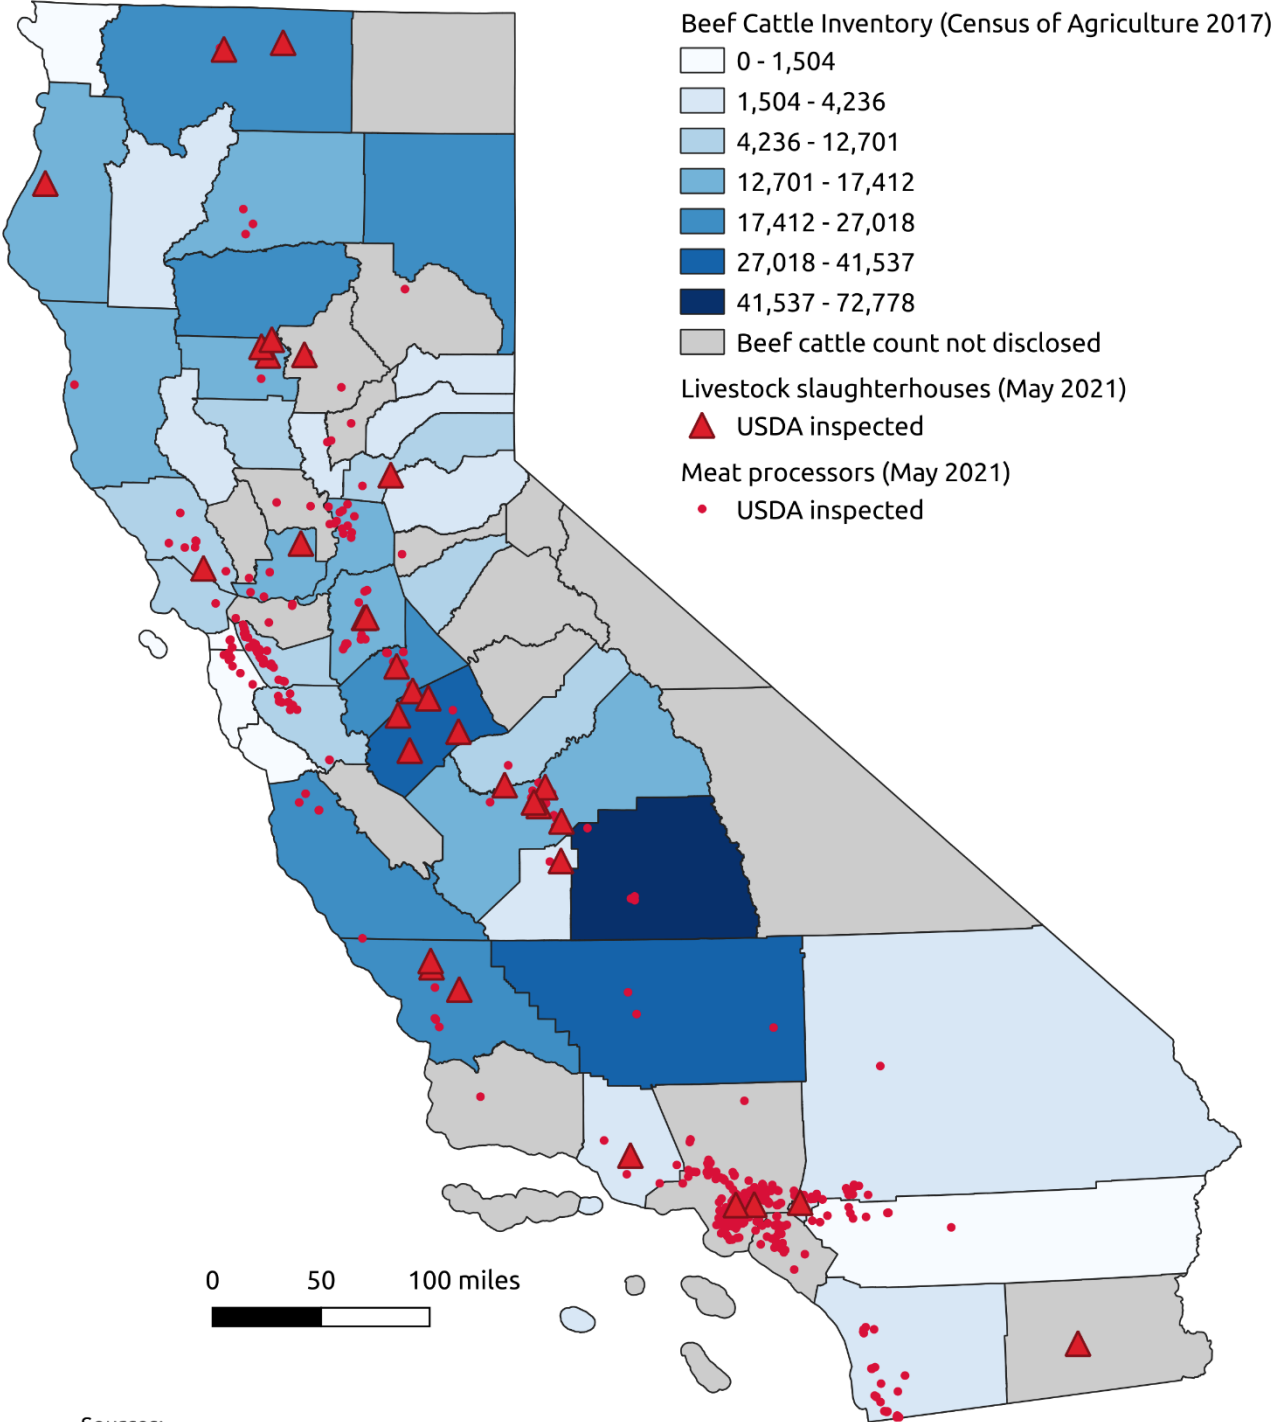 Beef Cattle Inventory (Census of Agriculture 2017)
0 - 1,504
1,504 - 4,236
4,236 - 12,701
12,701 - 17,412
17,412 - 27,018
27,018 - 41,537
41,537 - 72,778
Beef cattle count not disclosed
Livestock slaughterhouses (May 2021)
USDA inspected
Meat processors (May 2021)
USDA inspected
0 50 100 miles